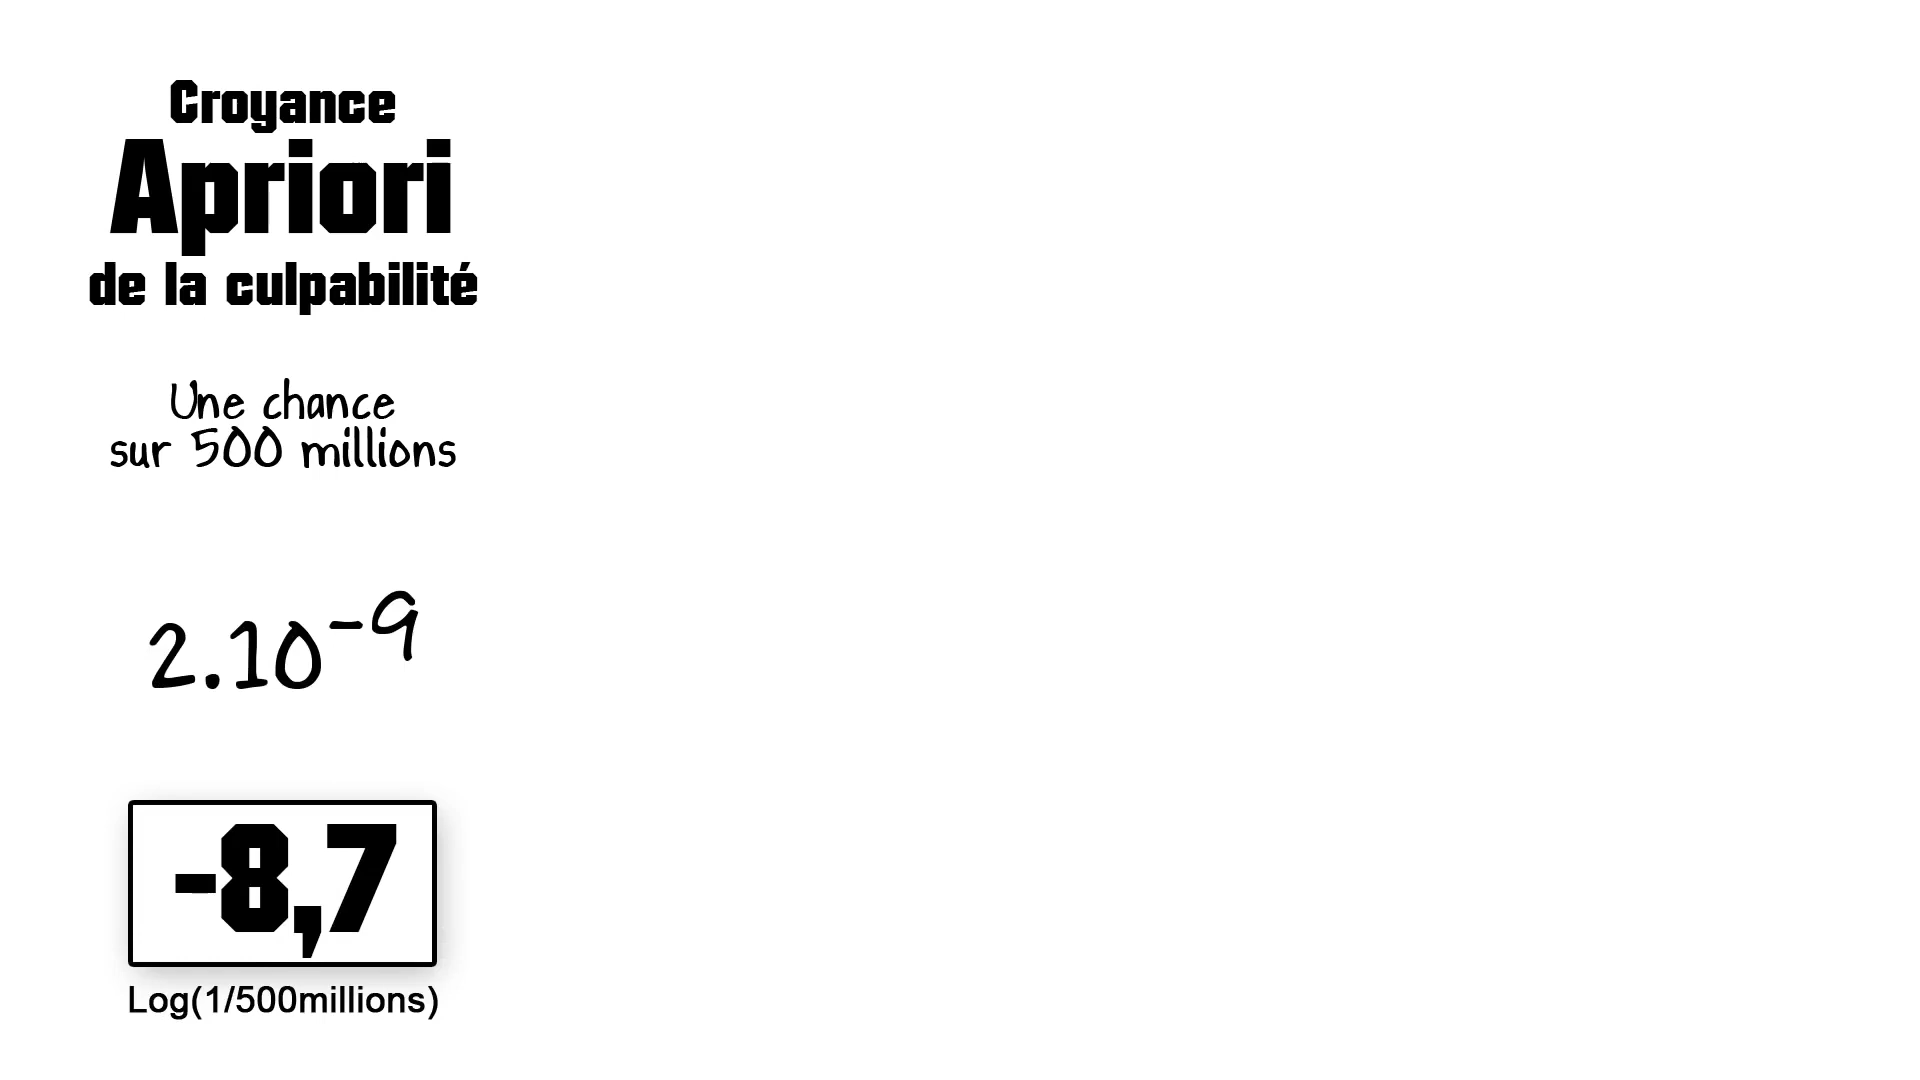 Croyance
Apriori
de la culpabilité
Une chance
sur 500 millions
2.10⁻⁹
-8,7
Log(1/500millions)